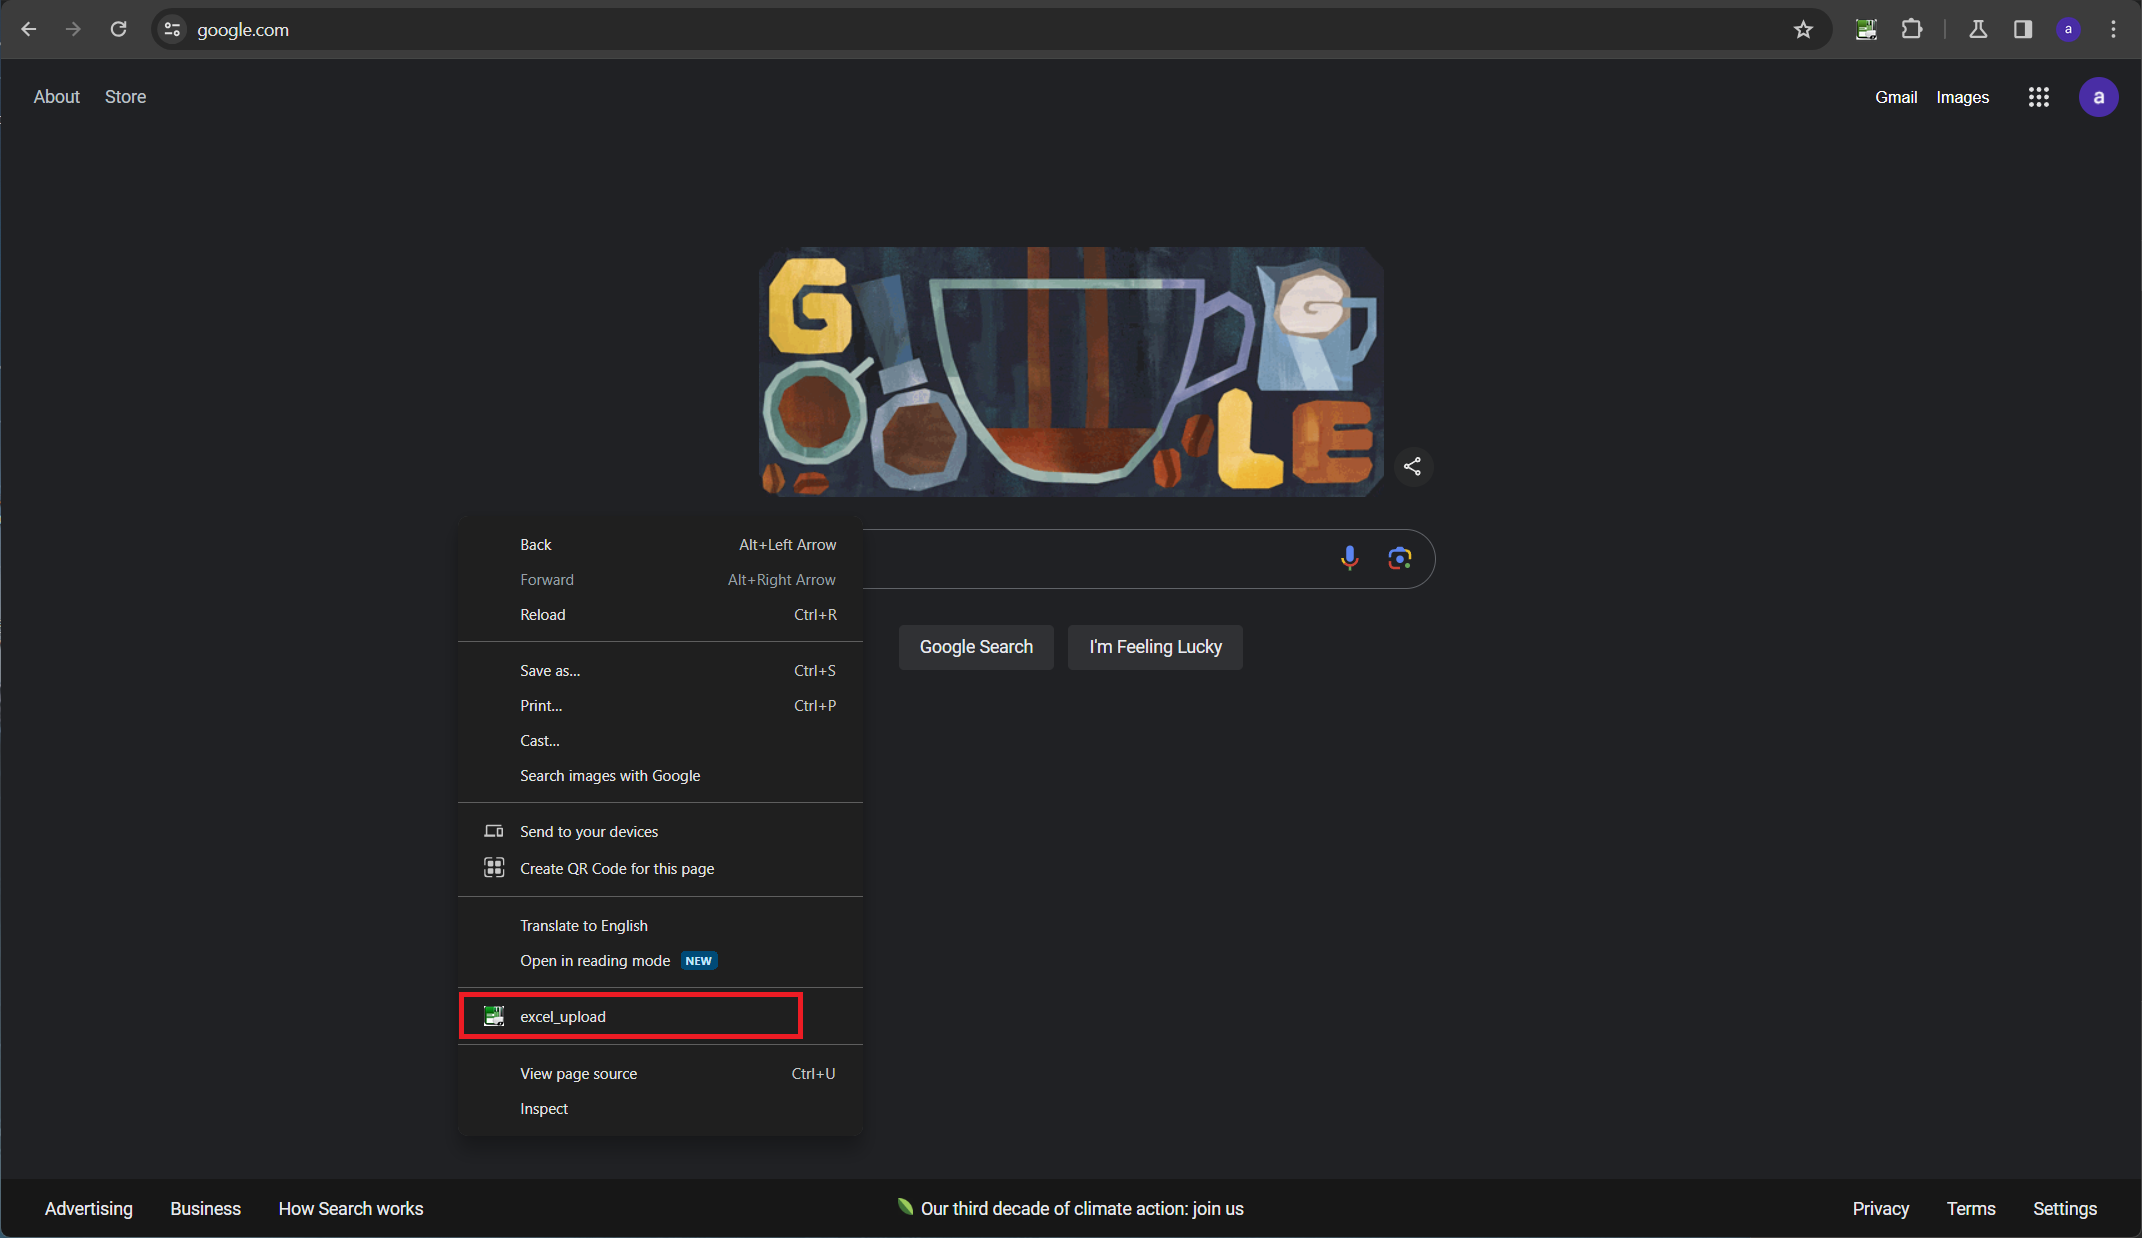 google.com
a
About Store
Gmail Images
a
GOOGLE
G
Back Alt+Left Arrow
Forward Alt+Right Arrow
Reload Ctrl+R
Google Search I'm Feeling Lucky
Save as... Ctrl+S
Print... Ctrl+P
Cast...
Search images with Google
Send to your devices
Create QR Code for this page
Translate to English
Open in reading mode NEW
excel_upload
View page source Ctrl+U
Inspect
Advertising Business How Search works
Our third decade of climate action: join us
Privacy Terms Settings